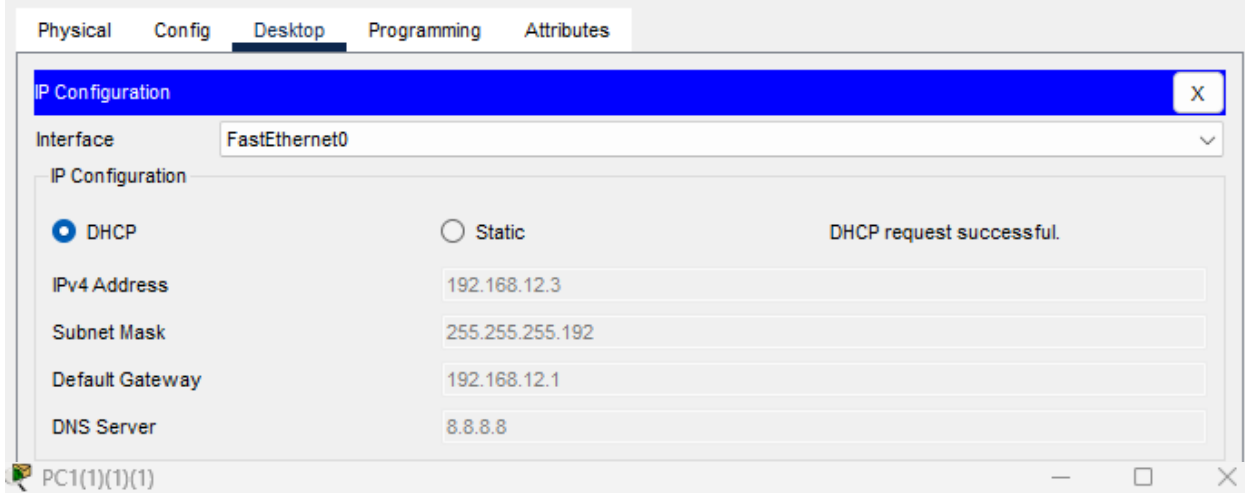 Physical Config Desktop Programming Attributes
IP Configuration X
Interface FastEthernet0
IP Configuration
DHCP Static DHCP request successful.
IPv4 Address 192.168.12.3
Subnet Mask 255.255.255.192
Default Gateway 192.168.12.1
DNS Server 8.8.8.8
PC1(1)(1)(1)